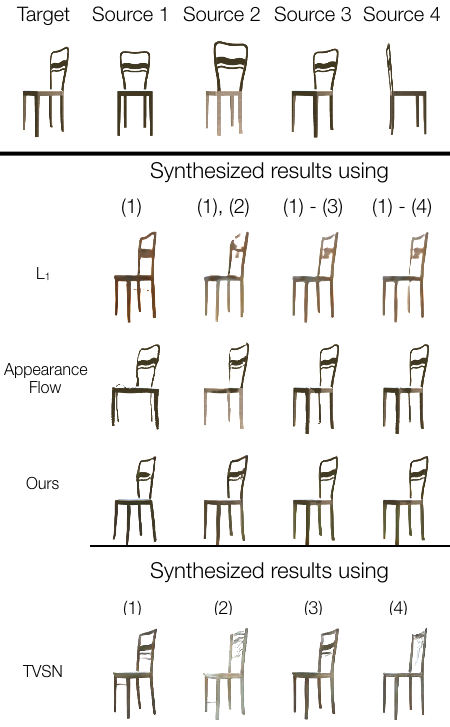 Target Source 1 Source 2 Source 3 Source 4
Synthesized results using
(1) (1), (2) (1) - (3) (1) - (4)
L₁
Appearance
Flow
Ours
Synthesized results using
(1) (2) (3) (4)
TVSN